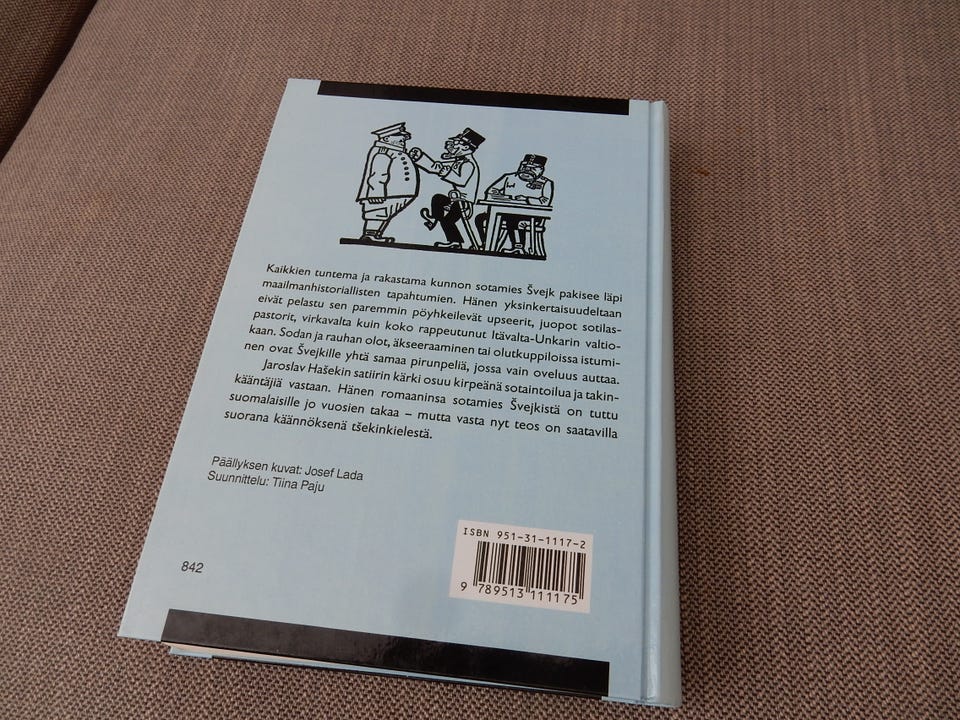 Kaikkien tuntema ja rakastama kunnon sotamies Švejk pakisee läpi
maailmanhistoriallisten tapahtumien. Hänen yksinkertaisuudeltaan
eivät pelastu sen paremmin pöyhkeilevät upseerit, juopot sotilas-
pastorit, virkavalta kuin koko rappeutunut Itävalta-Unkarin valtio-
kaan. Sodan ja rauhan olot, äkseeraaminen tai olutkuppiloissa istumi-
nen ovat Švejkille yhtä samaa pirunpeliä, jossa vain oveluus auttaa.
Jaroslav Hašekin satiirin kärki osuu kirpeänä sotaintoilua ja takin-
kääntäjiä vastaan. Hänen romaaninsa sotamies Švejkistä on tuttu
suomalaisille jo vuosien takaa – mutta vasta nyt teos on saatavilla
suorana käännöksenä tšekinkielestä.
Päällyksen kuvat: Josef Lada
Suunnittelu: Tiina Paju
ISBN 951-31-1117-2
9 789513 111175
842